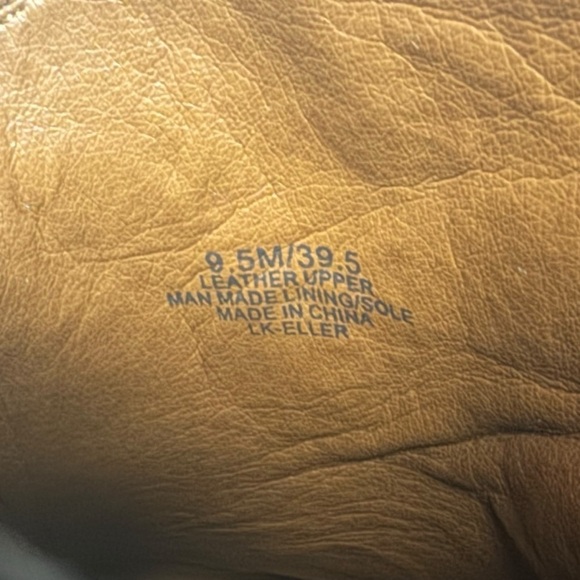 9.5M/39.5
LEATHER UPPER
MAN MADE LINING/SOLE
MADE IN CHINA
LK-ELLER